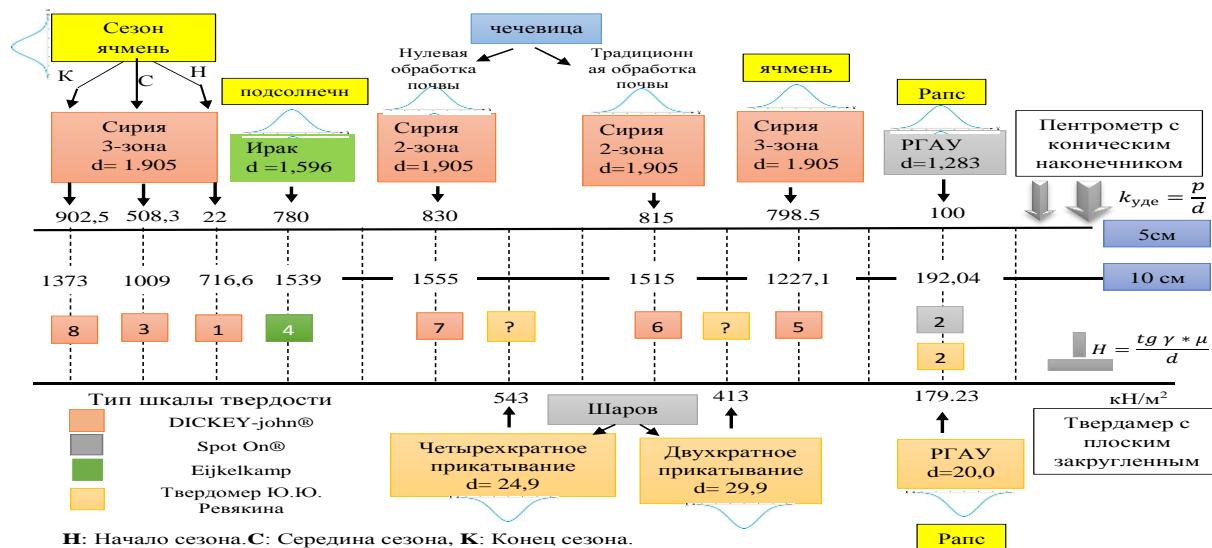 Сезон
ячмень
К
С
Н
чечевица
Нулевая
обработка
почвы
Традиционн
ая обработка
почвы
подсолнечн
ячмень
Рапс
Сирия
3-зона
d= 1.905
Ирак
d =1,596
Сирия
2-зона
d=1,905
Сирия
2-зона
d=1,905
Сирия
3-зона
d= 1.905
РГАУ
d=1,283
Пентрометр с
коническим
наконечником
902,5 508,3 22 780 830 815 798.5 100
k уде = p/d
5см
1373 1009 716,6 1539 1555 1515 1227,1 192,04
10 см
8 3 1 4 7 ? 6 ? 5 2
2
H = tg γ * μ / d
Тип шкалы твердости
DICKEY-john®
Spot On®
Eijkelkamp
Твердомер Ю.Ю.
Ревякина
543 413 179.23 кН/м²
Шаров
Четырехкратное
прикатывание
d= 24,9
Двухкратное
прикатывание
d= 29,9
РГАУ
d=20,0
Твердамер с
плоским
закругленным
Рапс
Н: Начало сезона.С: Середина сезона, К: Конец сезона.